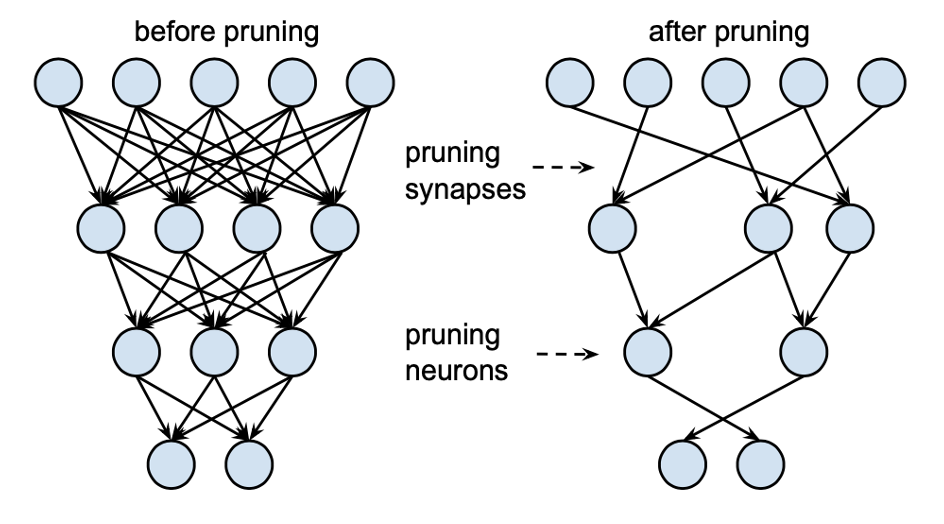 before pruning
after pruning
pruning
synapses
pruning
neurons